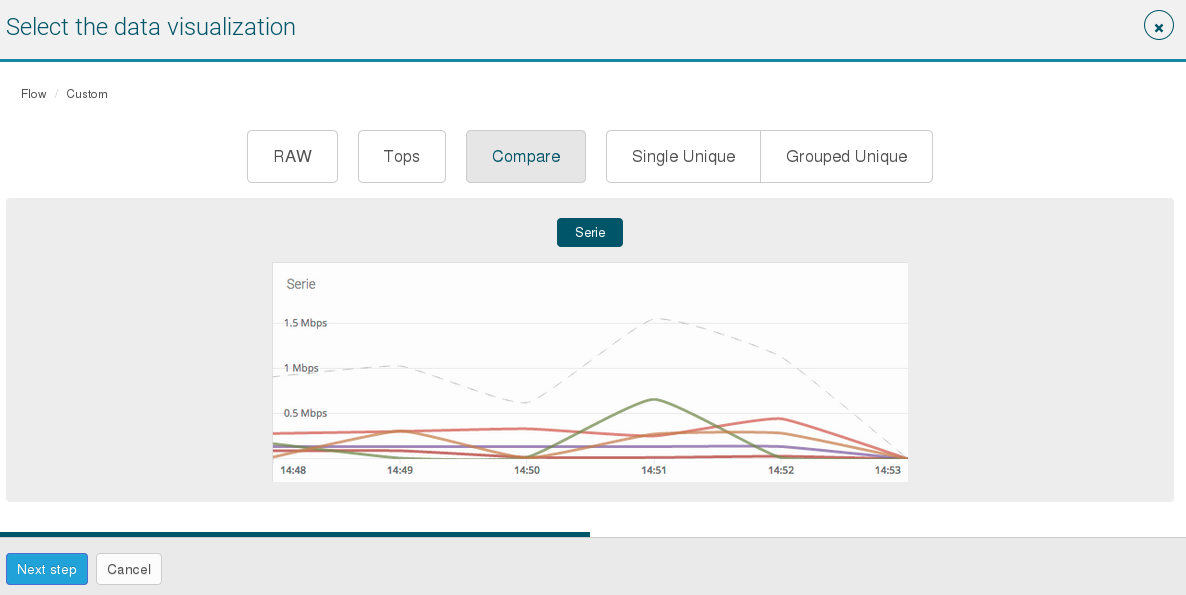 Select the data visualization
Flow / Custom
RAW Tops Compare Single Unique Grouped Unique
Serie
Serie
1.5 Mbps
1 Mbps
0.5 Mbps
14:48 14:49 14:50 14:51 14:52 14:53
Next step Cancel